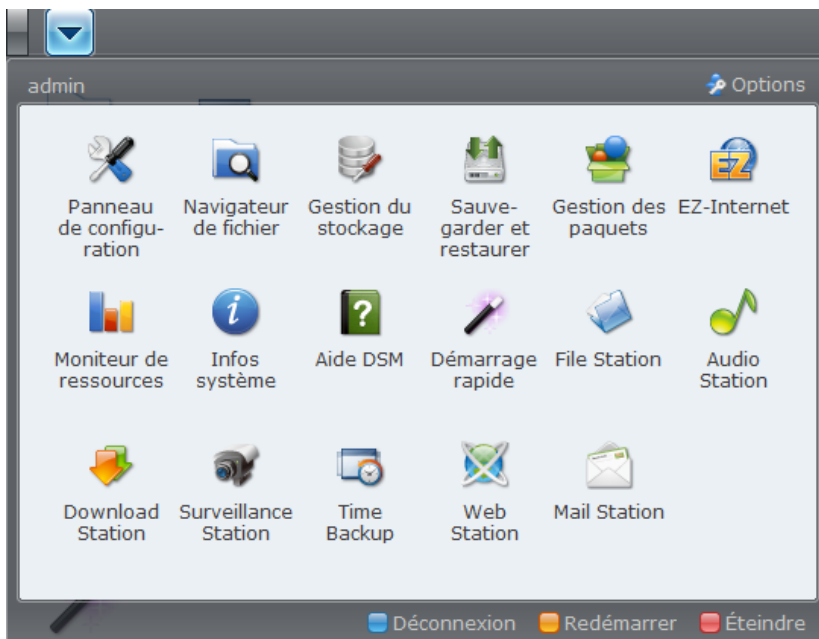 admin
Options
Panneau
de configu-
ration
Navigateur
de fichier
Gestion du
stockage
Sauve-
garder et
restaurer
Gestion des
paquets
EZ
EZ-Internet
Moniteur de
ressources
i
Infos
système
?
Aide DSM
Démarrage
rapide
File Station
Audio
Station
Download
Station
Surveillance
Station
Time
Backup
Web
Station
Mail Station
Déconnexion
Redémarrer
Éteindre